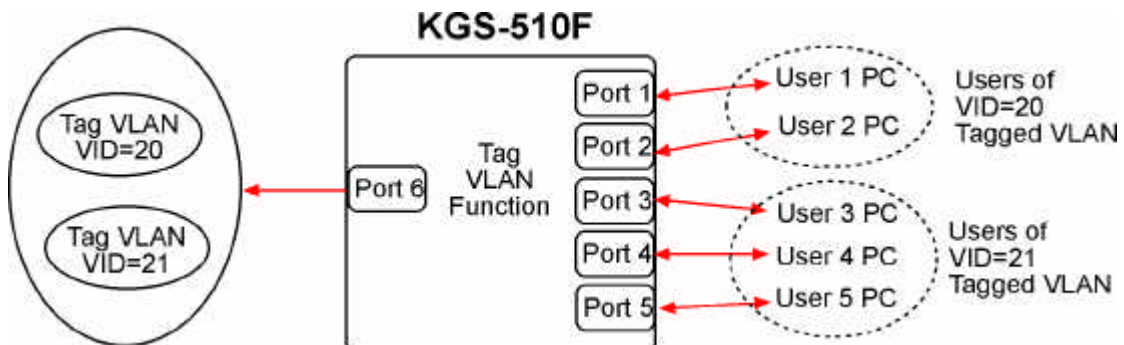 KGS-510F
Tag VLAN
VID=20
Tag VLAN
VID=21
Port 6
Tag
VLAN
Function
Port 1
Port 2
Port 3
Port 4
Port 5
User 1 PC
User 2 PC
User 3 PC
User 4 PC
User 5 PC
Users of
VID=20
Tagged VLAN
Users of
VID=21
Tagged VLAN